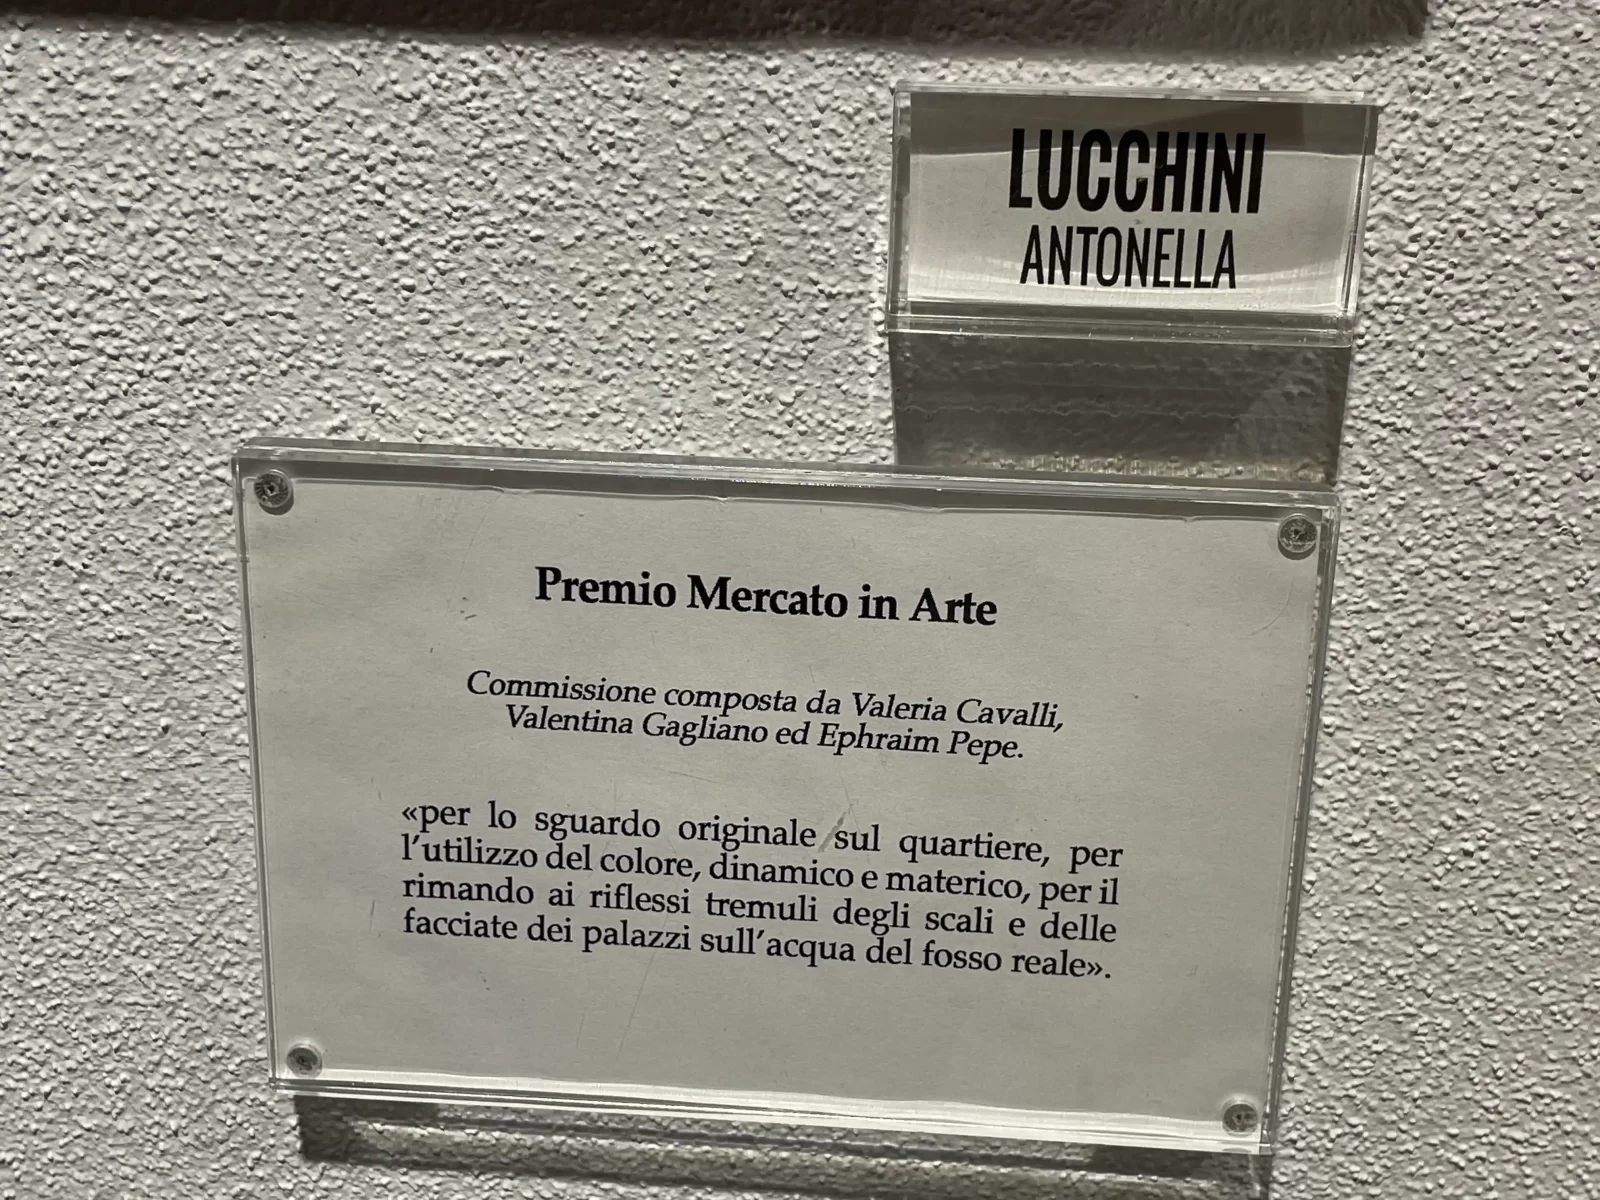 LUCCHINI
ANTONELLA
Premio Mercato in Arte
Commissione composta da Valeria Cavalli,
Valentina Gagliano ed Ephraim Pepe.
«per lo sguardo originale sul quartiere, per
l'utilizzo del colore, dinamico e materico, per il
rimando ai riflessi tremuli degli scali e delle
facciate dei palazzi sull'acqua del fosso reale».